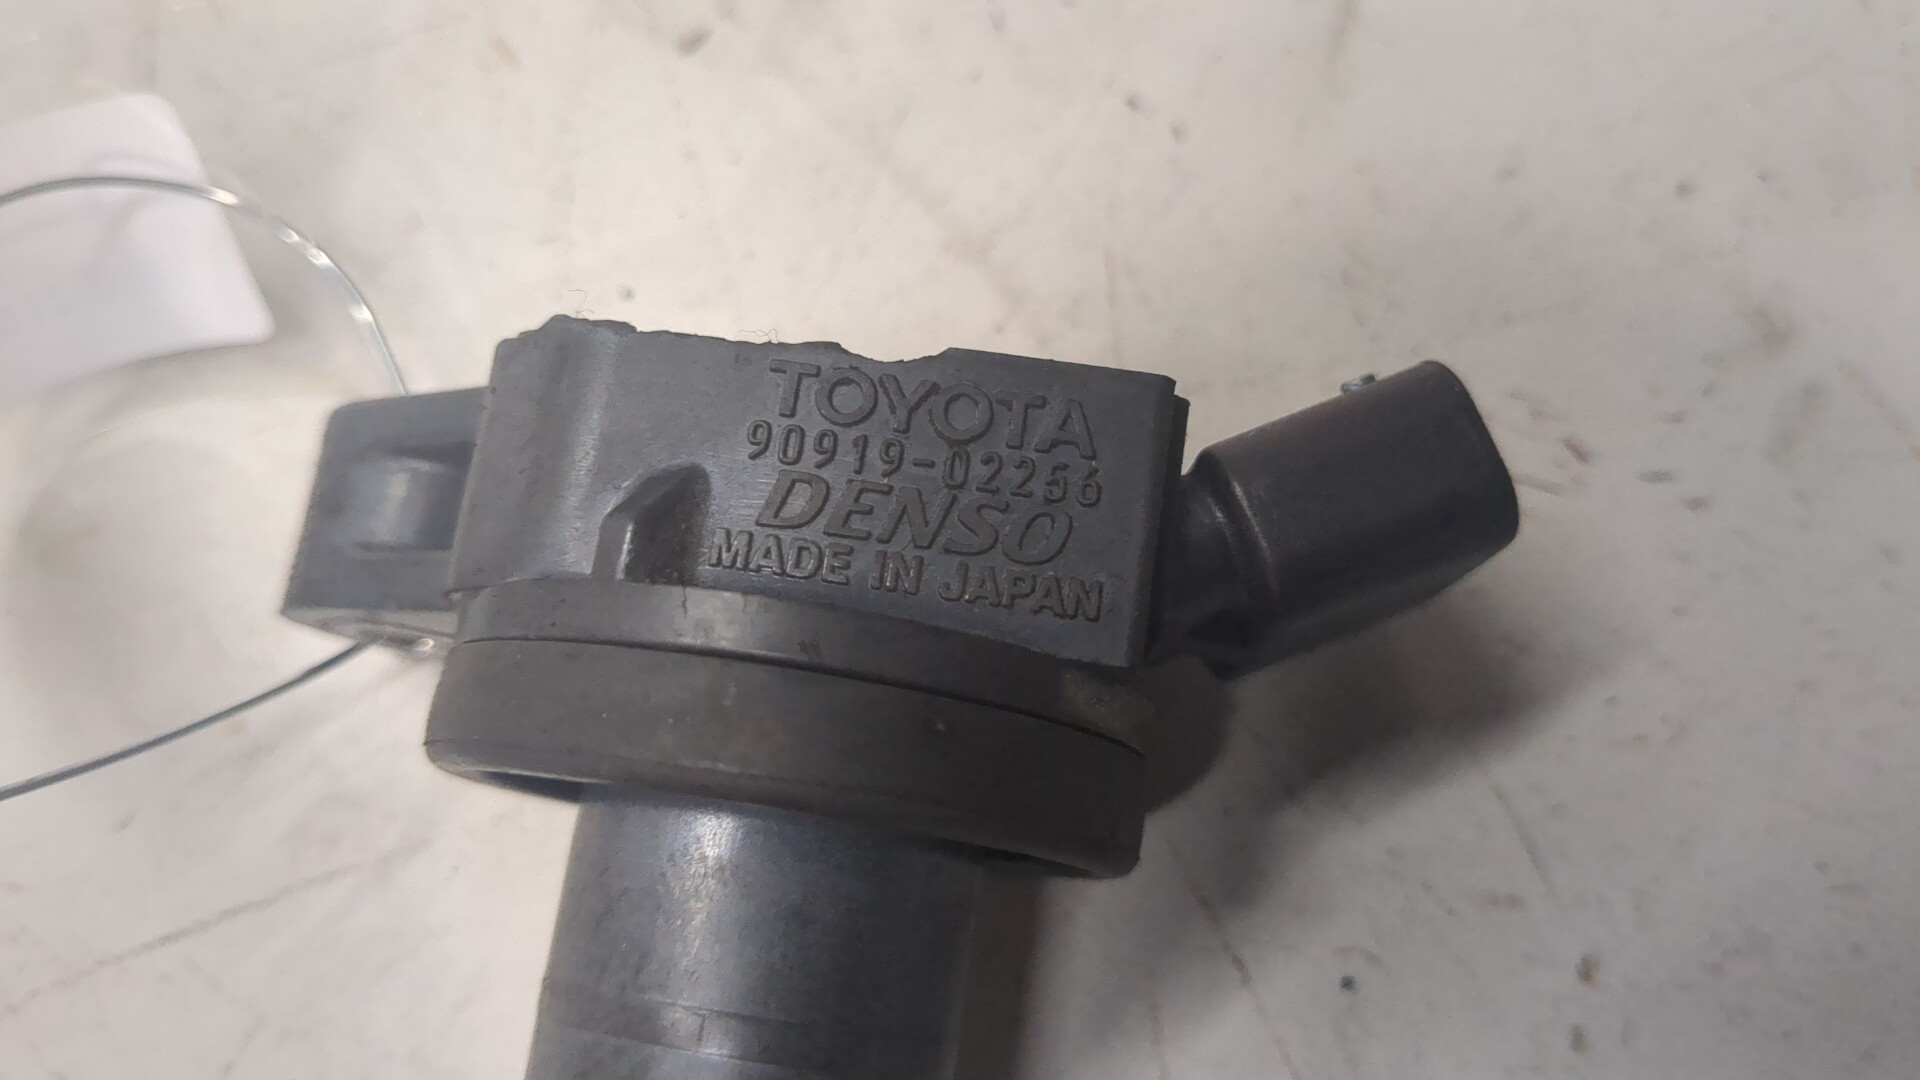 TOYOTA
90919-02256
DENSO
MADE IN JAPAN